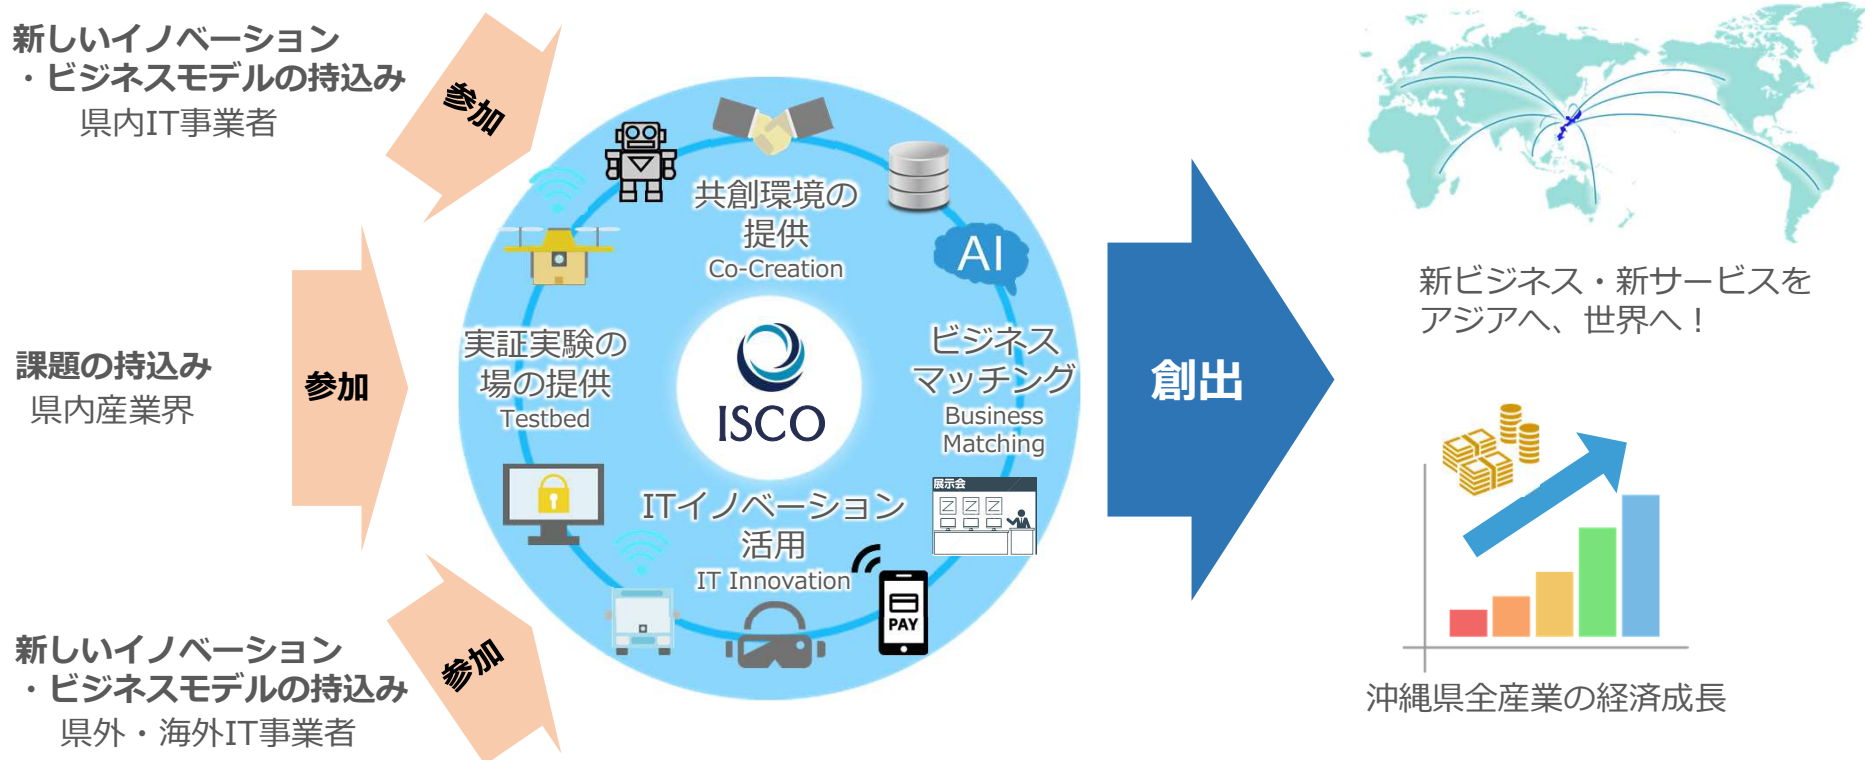 新しいイノベーション
・ビジネスモデルの持込み
県内IT事業者
参加
課題の持込み
県内産業界
参加
新しいイノベーション
・ビジネスモデルの持込み
県外・海外IT事業者
参加
共創環境の
提供
Co-Creation
AI
実証実験の
場の提供
Testbed
ISCO
ビジネス
マッチング
Business
Matching
展示会
ITイノベーション
活用
IT Innovation
PAY
創出
新ビジネス・新サービスを
アジアへ、世界へ！
沖縄県全産業の経済成長